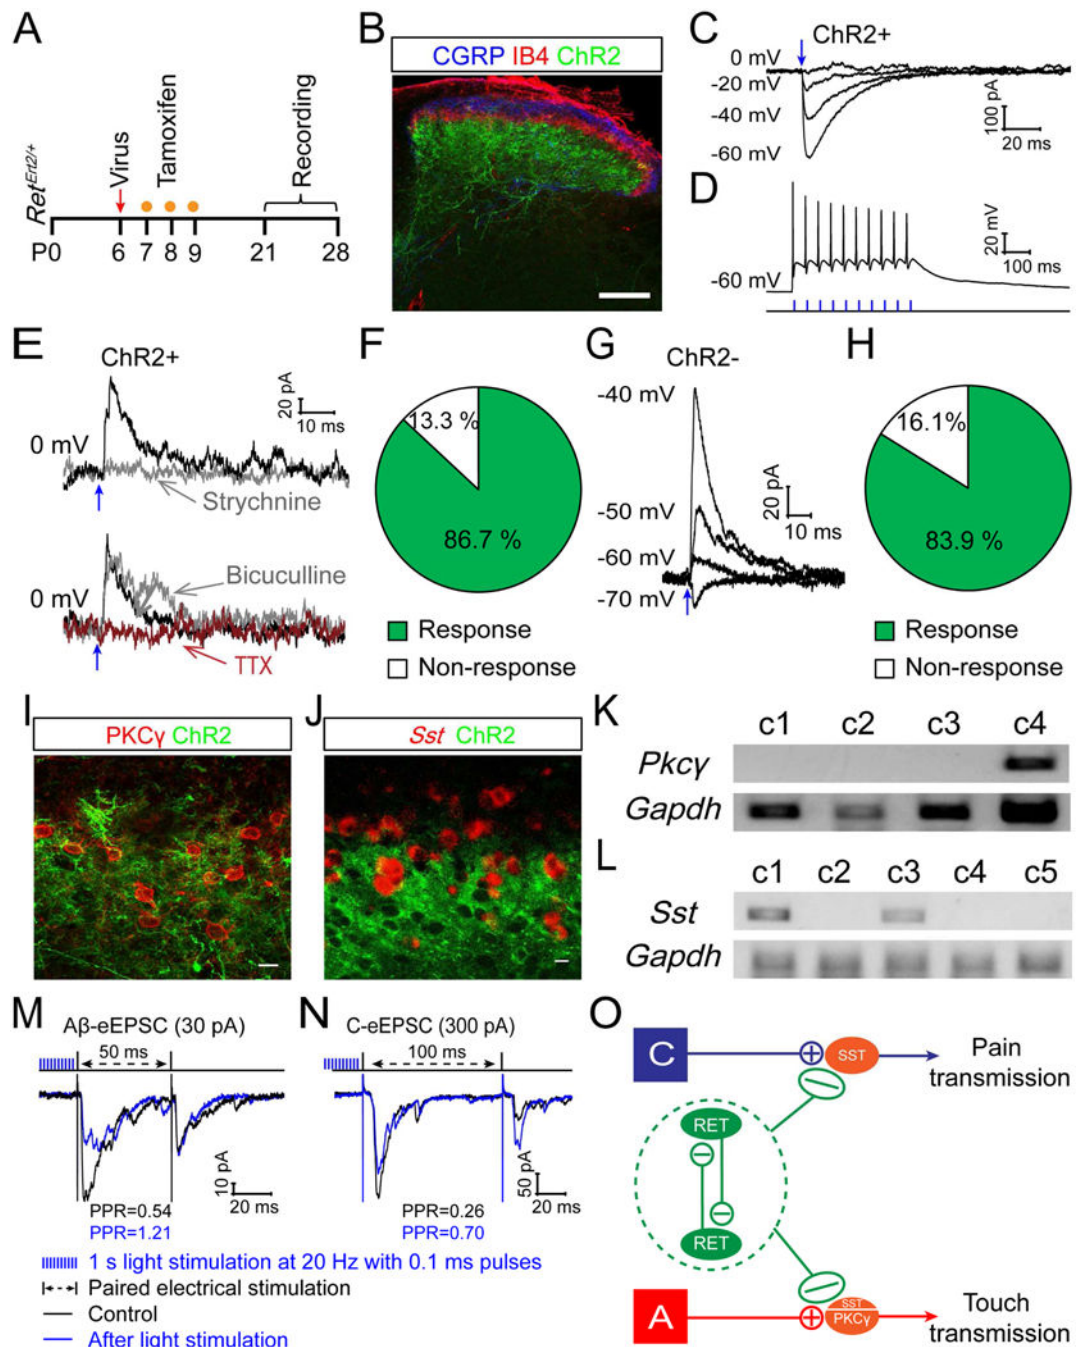 A
Ret^Ert2/+
Virus
Tamoxifen
Recording
P0 6 7 8 9 21 28
B
CGRP IB4 ChR2
C
ChR2+
0 mV
-20 mV
-40 mV
-60 mV
100 pA
20 ms
D
-60 mV
20 mV
100 ms
E
ChR2+
20 pA
10 ms
0 mV
Strychnine
Bicuculline
0 mV
TTX
F
13.3 %
86.7 %
Response
Non-response
G
ChR2-
-40 mV
-50 mV
-60 mV
-70 mV
20 pA
10 ms
H
16.1%
83.9 %
Response
Non-response
I
PKCγ ChR2
J
Sst ChR2
K
c1 c2 c3 c4
Pkcγ
Gapdh
L
c1 c2 c3 c4 c5
Sst
Gapdh
M
Aβ-eEPSC (30 pA)
50 ms
10 pA
20 ms
PPR=0.54
PPR=1.21
N
C-eEPSC (300 pA)
100 ms
50 pA
20 ms
PPR=0.26
PPR=0.70
1 s light stimulation at 20 Hz with 0.1 ms pulses
Paired electrical stimulation
Control
After light stimulation
O
C
SST
Pain
transmission
RET
RET
A
SST
PKCγ
Touch
transmission